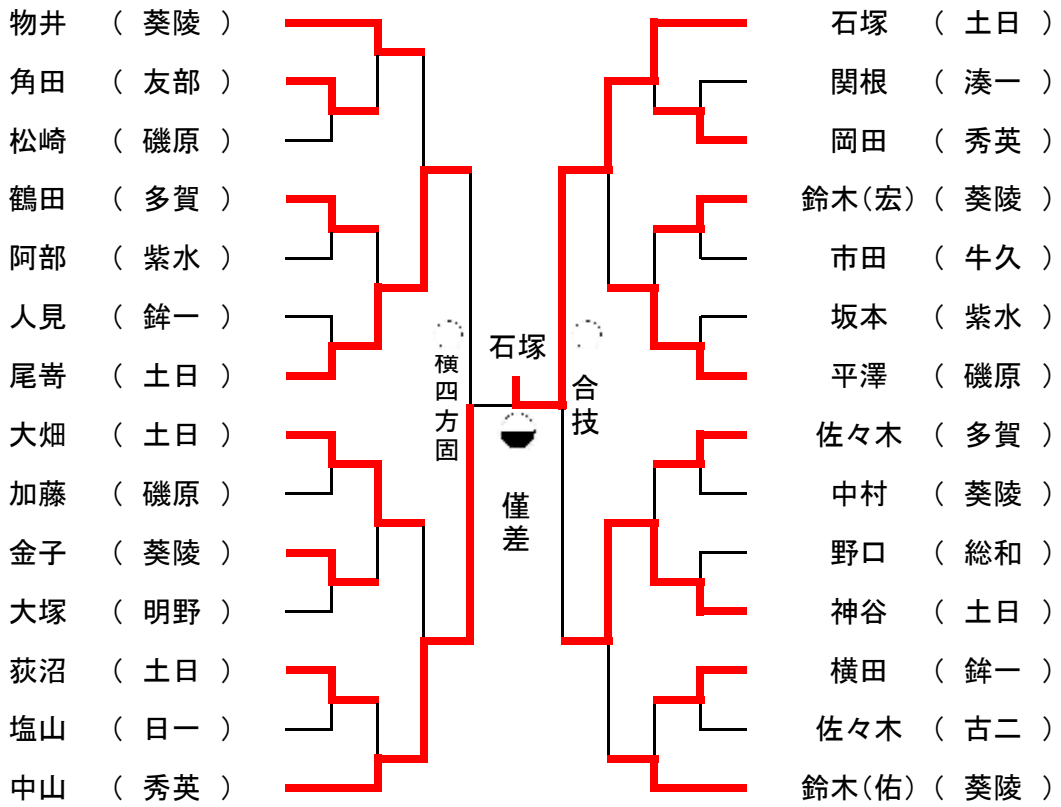 物井 （ 葵陵 ）
角田 （ 友部 ）
松崎 （ 磯原 ）
鶴田 （ 多賀 ）
阿部 （ 紫水 ）
人見 （ 鉾一 ）
尾嵜 （ 土日 ）
大畑 （ 土日 ）
加藤 （ 磯原 ）
金子 （ 葵陵 ）
大塚 （ 明野 ）
荻沼 （ 土日 ）
塩山 （ 日一 ）
中山 （ 秀英 ）
横四方固
石塚
僅差
合技
石塚 （ 土日 ）
関根 （ 湊一 ）
岡田 （ 秀英 ）
鈴木(宏) （ 葵陵 ）
市田 （ 牛久 ）
坂本 （ 紫水 ）
平澤 （ 磯原 ）
佐々木 （ 多賀 ）
中村 （ 葵陵 ）
野口 （ 総和 ）
神谷 （ 土日 ）
横田 （ 鉾一 ）
佐々木 （ 古二 ）
鈴木(佑) （ 葵陵 ）